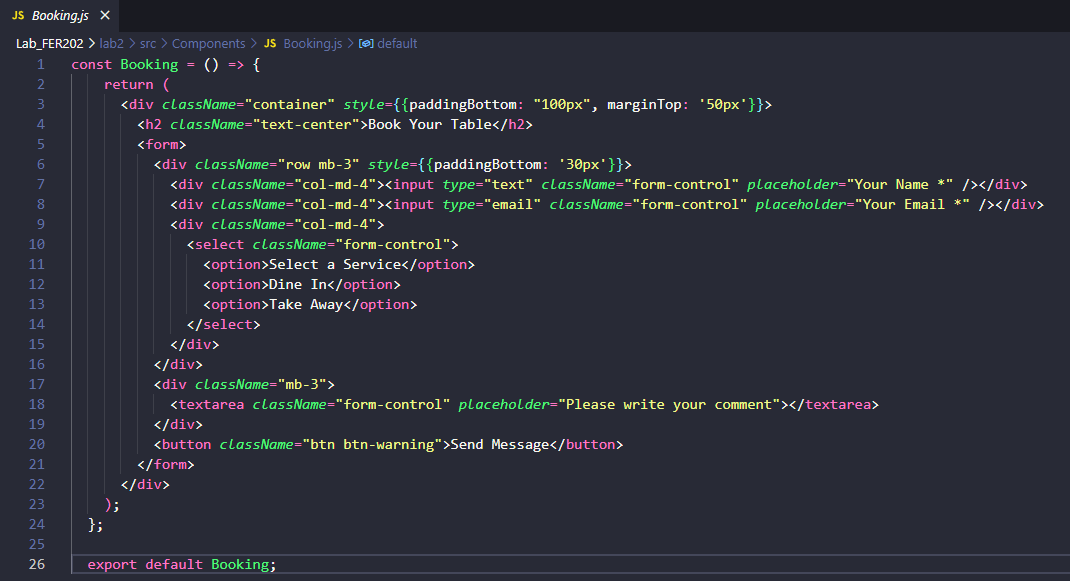 JS Booking.js ×
Lab_FER202 > lab2 > src > Components > JS Booking.js > default
1 const Booking = () => {
2     return (
3       <div className="container" style={{paddingBottom: "100px", marginTop: '50px'}}>
4         <h2 className="text-center">Book Your Table</h2>
5         <form>
6           <div className="row mb-3" style={{paddingBottom: '30px'}}>
7             <div className="col-md-4"><input type="text" className="form-control" placeholder="Your Name *" /></div>
8             <div className="col-md-4"><input type="email" className="form-control" placeholder="Your Email *" /></div>
9             <div className="col-md-4">
10               <select className="form-control">
11                 <option>Select a Service</option>
12                 <option>Dine In</option>
13                 <option>Take Away</option>
14               </select>
15             </div>
16           </div>
17           <div className="mb-3">
18             <textarea className="form-control" placeholder="Please write your comment"></textarea>
19           </div>
20           <button className="btn btn-warning">Send Message</button>
21         </form>
22       </div>
23     );
24   };
25
26   export default Booking;